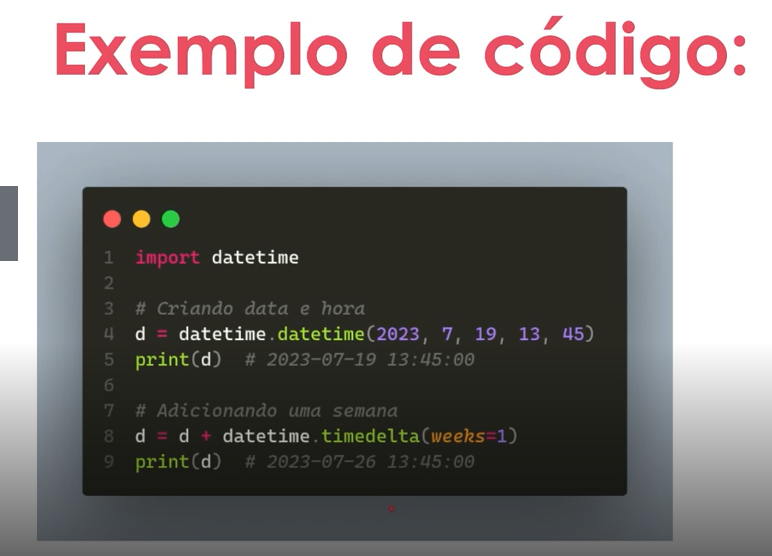 Exemplo de código:
1 import datetime
2
3 # Criando data e hora
4 d = datetime.datetime(2023, 7, 19, 13, 45)
5 print(d)  # 2023-07-19 13:45:00
6
7 # Adicionando uma semana
8 d = d + datetime.timedelta(weeks=1)
9 print(d)  # 2023-07-26 13:45:00